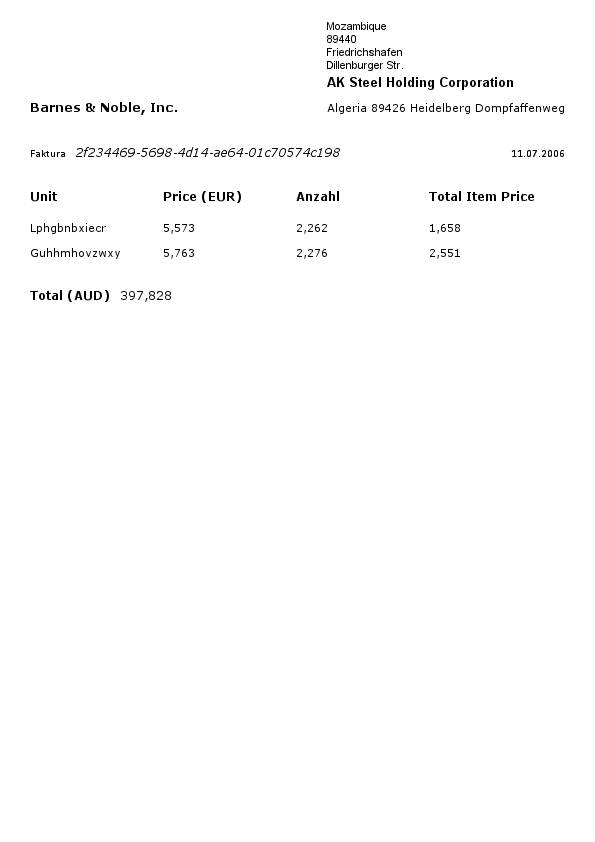 Mozambique
89440
Friedrichshafen
Dillenburger Str.
AK Steel Holding Corporation
Barnes & Noble, Inc. Algeria 89426 Heidelberg Dompfaffenweg
Faktura 2f234469-5698-4d14-ae64-01c70574c198 11.07.2006
Unit Price (EUR) Anzahl Total Item Price
Lphgbnbxiecr 5,573 2,262 1,658
Guhhmhovzwxy 5,763 2,276 2,551
Total (AUD) 397,828